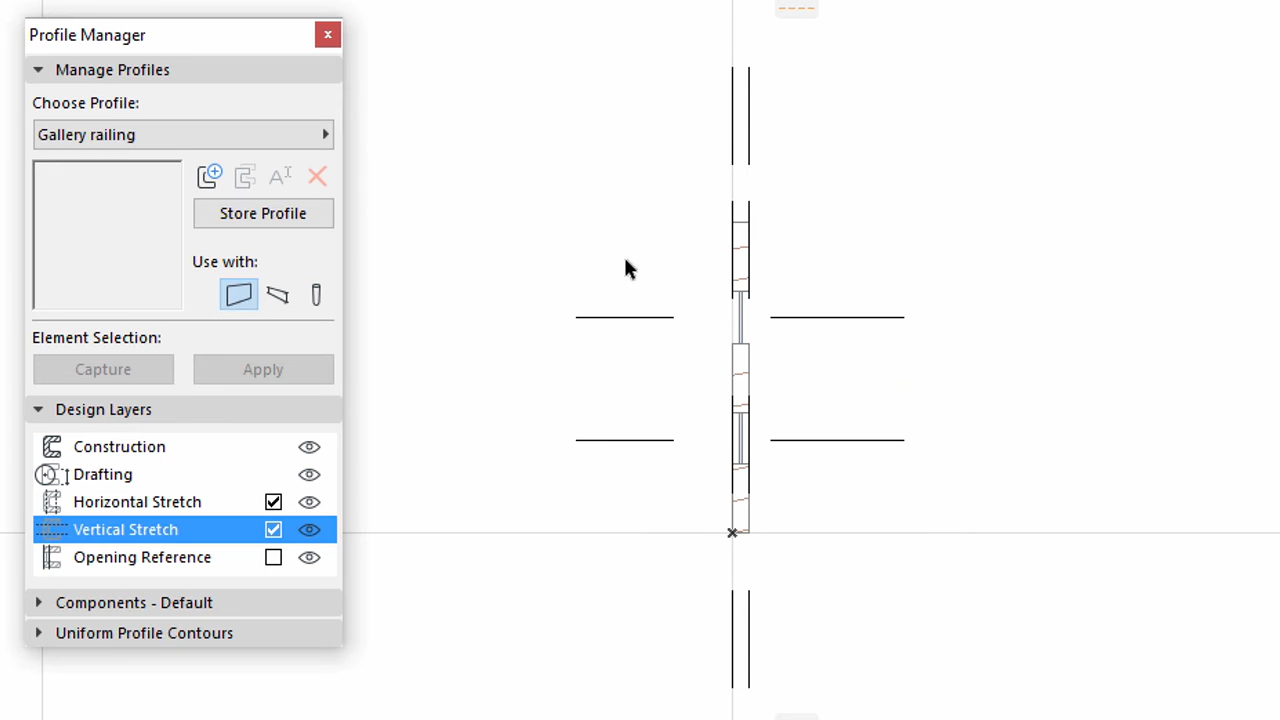 Profile Manager
x
Manage Profiles
Choose Profile:
Gallery railing
Store Profile
Use with:
Element Selection:
Capture
Apply
Design Layers
Construction
Drafting
Horizontal Stretch
Vertical Stretch
Opening Reference
Components - Default
Uniform Profile Contours